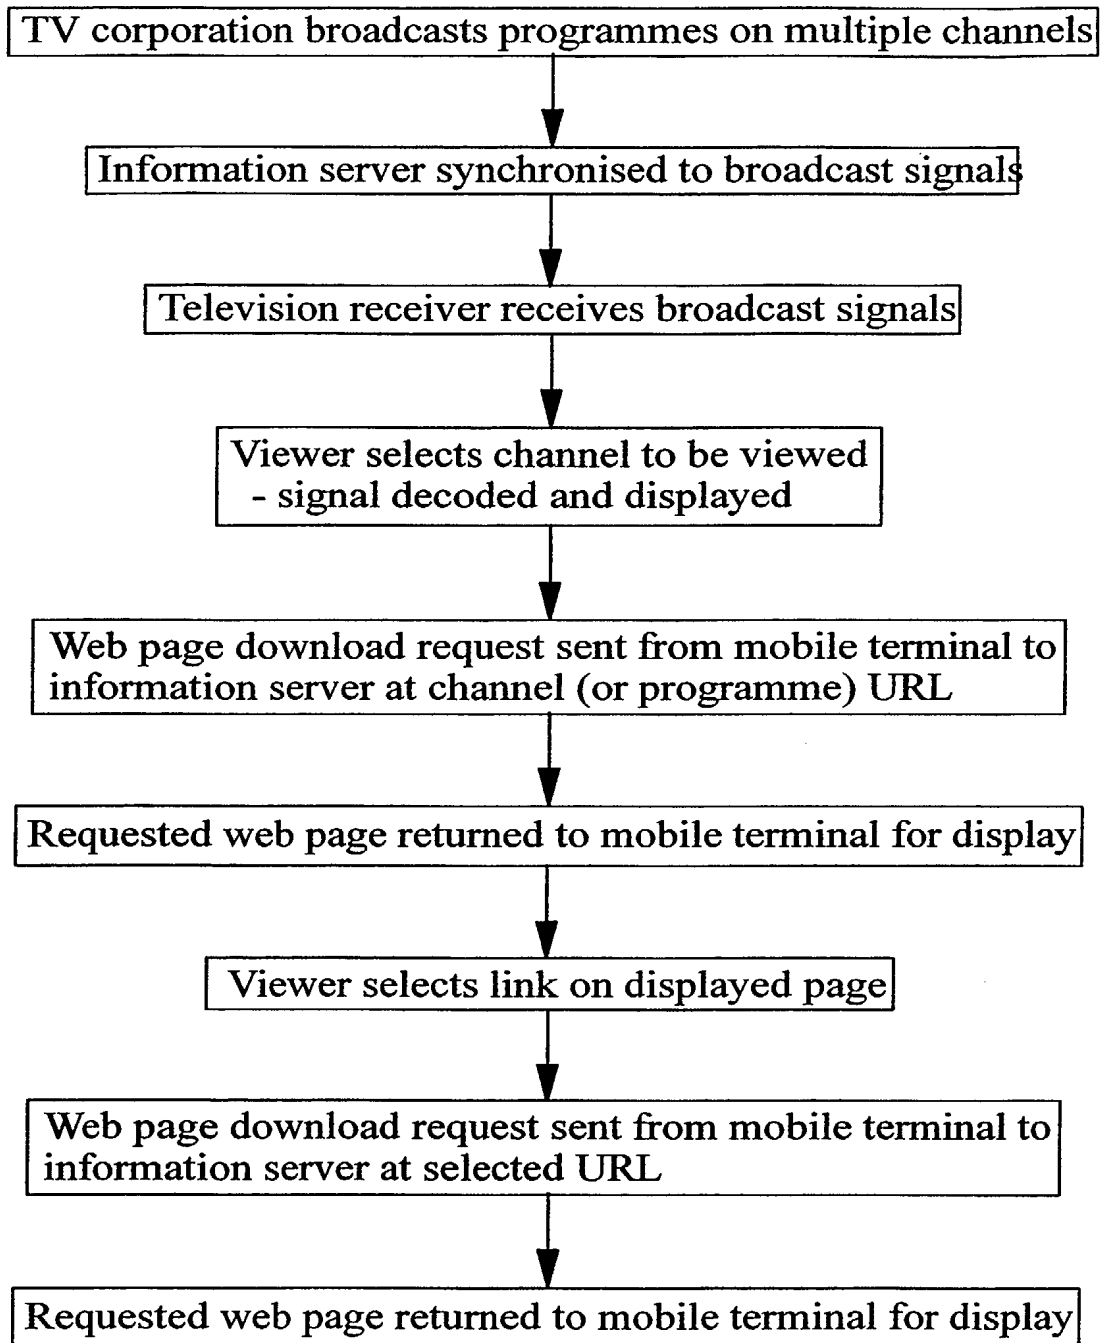 TV corporation broadcasts programmes on multiple channels
Information server synchronised to broadcast signals
Television receiver receives broadcast signals
Viewer selects channel to be viewed
- signal decoded and displayed
Web page download request sent from mobile terminal to
information server at channel (or programme) URL
Requested web page returned to mobile terminal for display
Viewer selects link on displayed page
Web page download request sent from mobile terminal to
information server at selected URL
Requested web page returned to mobile terminal for display